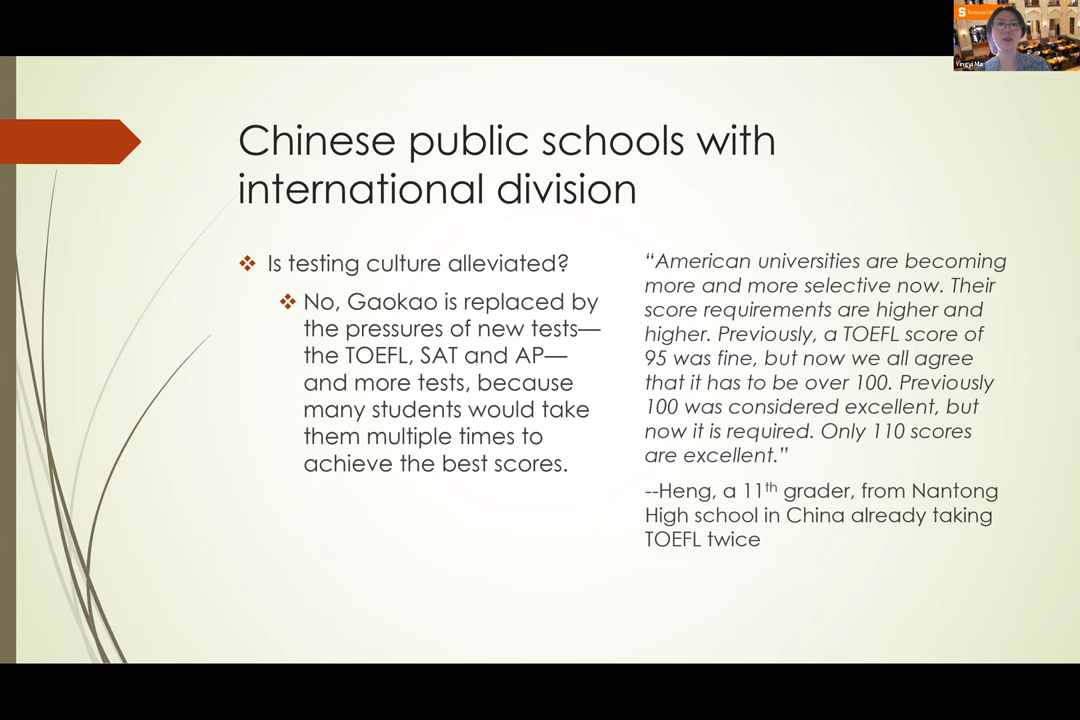 Syracuse Uni
Yingyi Ma
Chinese public schools with
international division
Is testing culture alleviated?
No, Gaokao is replaced by
the pressures of new tests—
the TOEFL, SAT and AP—
and more tests, because
many students would take
them multiple times to
achieve the best scores.
“American universities are becoming
more and more selective now. Their
score requirements are higher and
higher. Previously, a TOEFL score of
95 was fine, but now we all agree
that it has to be over 100. Previously
100 was considered excellent, but
now it is required. Only 110 scores
are excellent.”
--Heng, a 11th grader, from Nantong
High school in China already taking
TOEFL twice